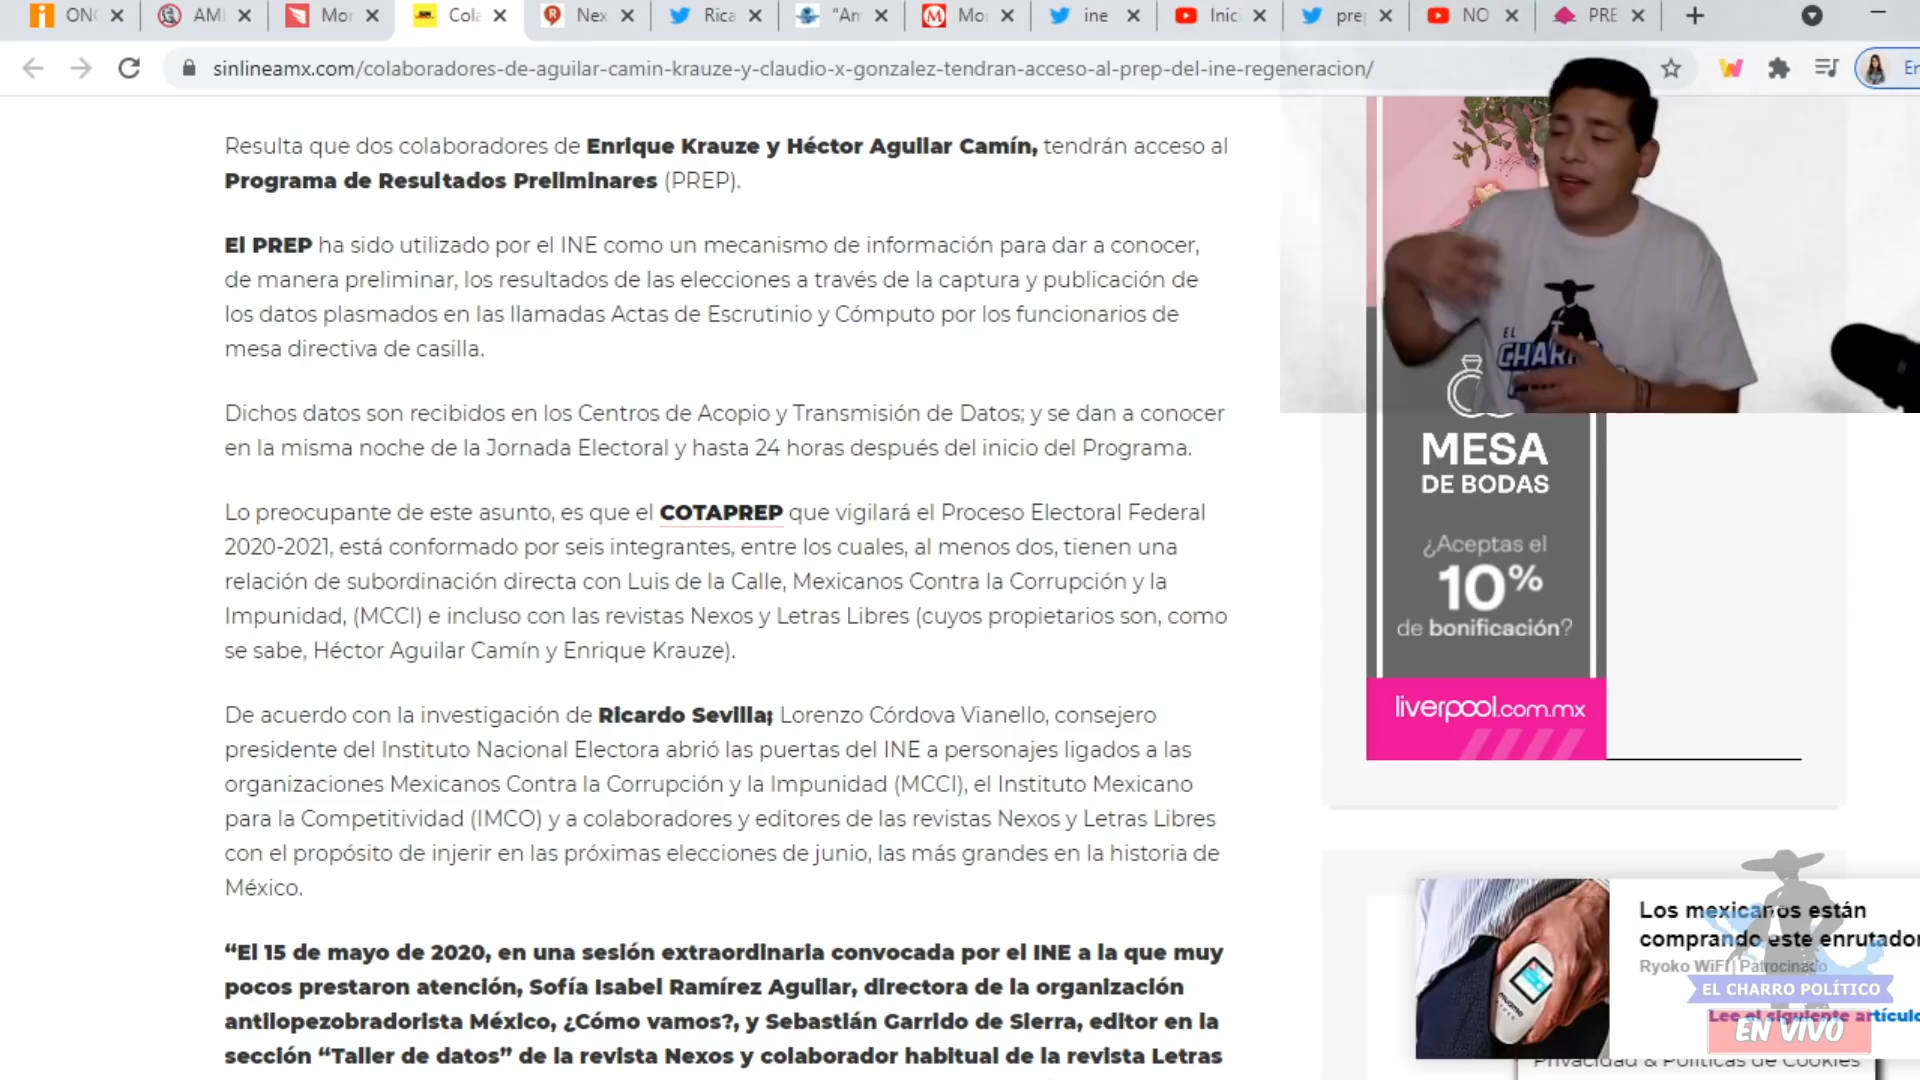 ON
AM
Mor
Cola
Nex
Rica
"Am
Mor
ine
Inic
prep
NO
PRE
sinlineamx.com/colaboradores-de-aguilar-camin-krauze-y-claudio-x-gonzalez-tendran-acceso-al-prep-del-ine-regeneracion/
Resulta que dos colaboradores de Enrique Krauze y Héctor Aguilar Camín, tendrán acceso al
Programa de Resultados Preliminares (PREP).
El PREP ha sido utilizado por el INE como un mecanismo de información para dar a conocer,
de manera preliminar, los resultados de las elecciones a través de la captura y publicación de
los datos plasmados en las llamadas Actas de Escrutinio y Cómputo por los funcionarios de
mesa directiva de casilla.
Dichos datos son recibidos en los Centros de Acopio y Transmisión de Datos; y se dan a conocer
en la misma noche de la Jornada Electoral y hasta 24 horas después del inicio del Programa.
Lo preocupante de este asunto, es que el COTAPREP que vigilará el Proceso Electoral Federal
2020-2021, está conformado por seis integrantes, entre los cuales, al menos dos, tienen una
relación de subordinación directa con Luis de la Calle, Mexicanos Contra la Corrupción y la
Impunidad, (MCCI) e incluso con las revistas Nexos y Letras Libres (cuyos propietarios son, como
se sabe, Héctor Aguilar Camín y Enrique Krauze).
De acuerdo con la investigación de Ricardo Sevilla; Lorenzo Córdova Vianello, consejero
presidente del Instituto Nacional Electora abrió las puertas del INE a personajes ligados a las
organizaciones Mexicanos Contra la Corrupción y la Impunidad (MCCI), el Instituto Mexicano
para la Competitividad (IMCO) y a colaboradores y editores de las revistas Nexos y Letras Libres
con el propósito de injerir en las próximas elecciones de junio, las más grandes en la historia de
México.
“El 15 de mayo de 2020, en una sesión extraordinaria convocada por el INE a la que muy
pocos prestaron atención, Sofía Isabel Ramírez Aguilar, directora de la organización
antilopezobradorista México, ¿Cómo vamos?, y Sebastián Garrido de Sierra, editor en la
sección “Taller de datos” de la revista Nexos y colaborador habitual de la revista Letras
EL
MESA
DE BODAS
¿Aceptas el
10%
de bonificación?
liverpool.com.mx
Los mexicanos están
comprando este enrutador
Ryoko WiFi | Patrocinado
EL CHARRO POLÍTICO
Lee el siguiente artículo
EN VIVO
Privacidad & Políticas de Cookies